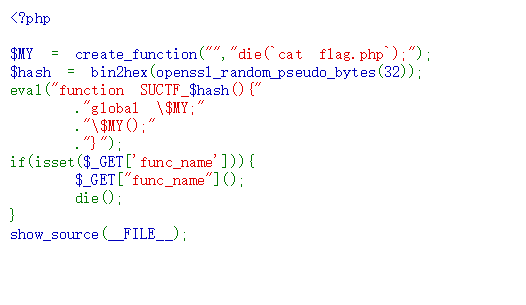 <?php
$MY = create_function("","die(`cat flag.php`);");
$hash = bin2hex(openssl_random_pseudo_bytes(32));
eval("function SUCTF_$hash(){"
."global \$MY;"
."\$MY();"
."}");
if(isset($_GET['func_name'])){
$_GET["func_name"]();
die();
}
show_source(__FILE__);